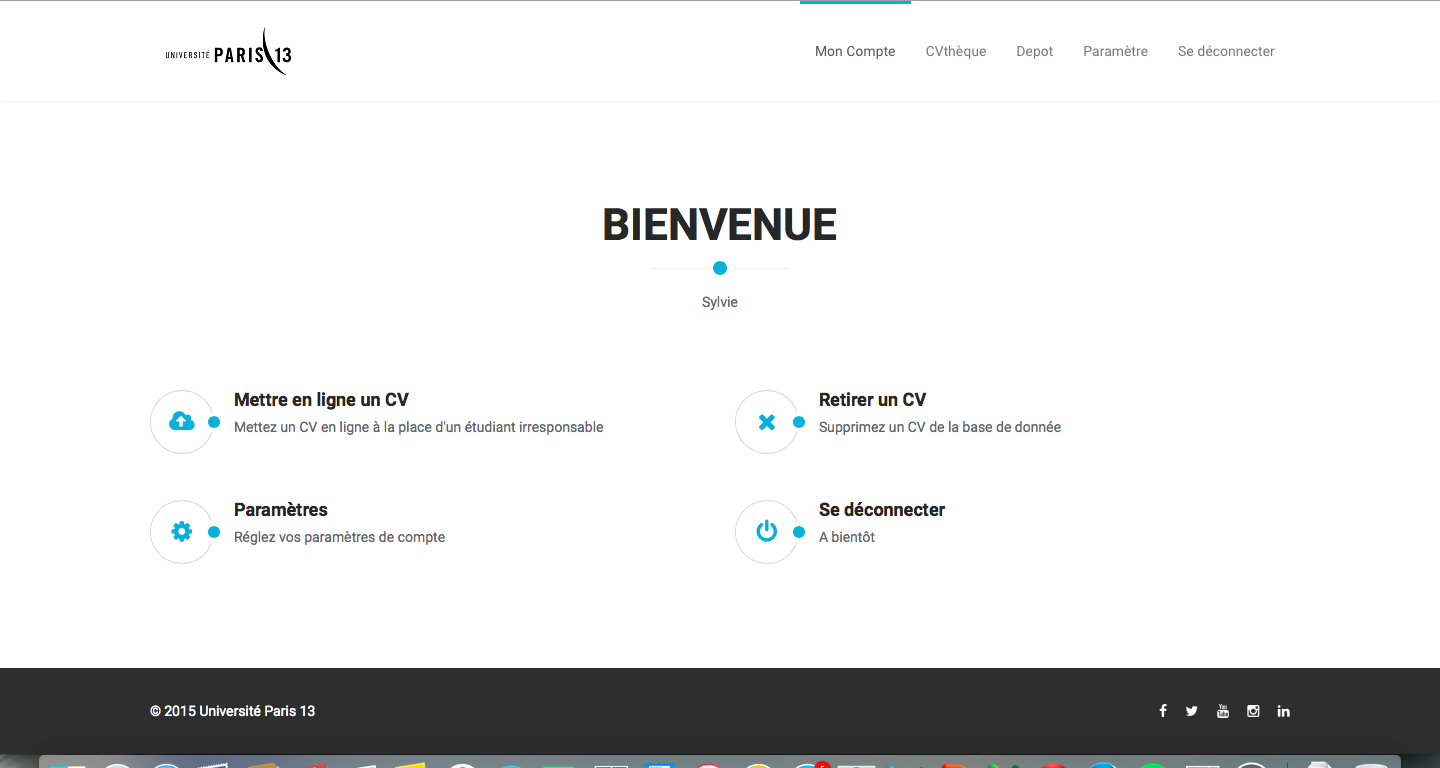 UNIVERSITÉ PARIS 13
Mon Compte CVthèque Depot Paramètre Se déconnecter
BIENVENUE
Sylvie
Mettre en ligne un CV
Mettez un CV en ligne à la place d'un étudiant irresponsable
Retirer un CV
Supprimez un CV de la base de donnée
Paramètres
Réglez vos paramètres de compte
Se déconnecter
A bientôt
© 2015 Université Paris 13
You Tube